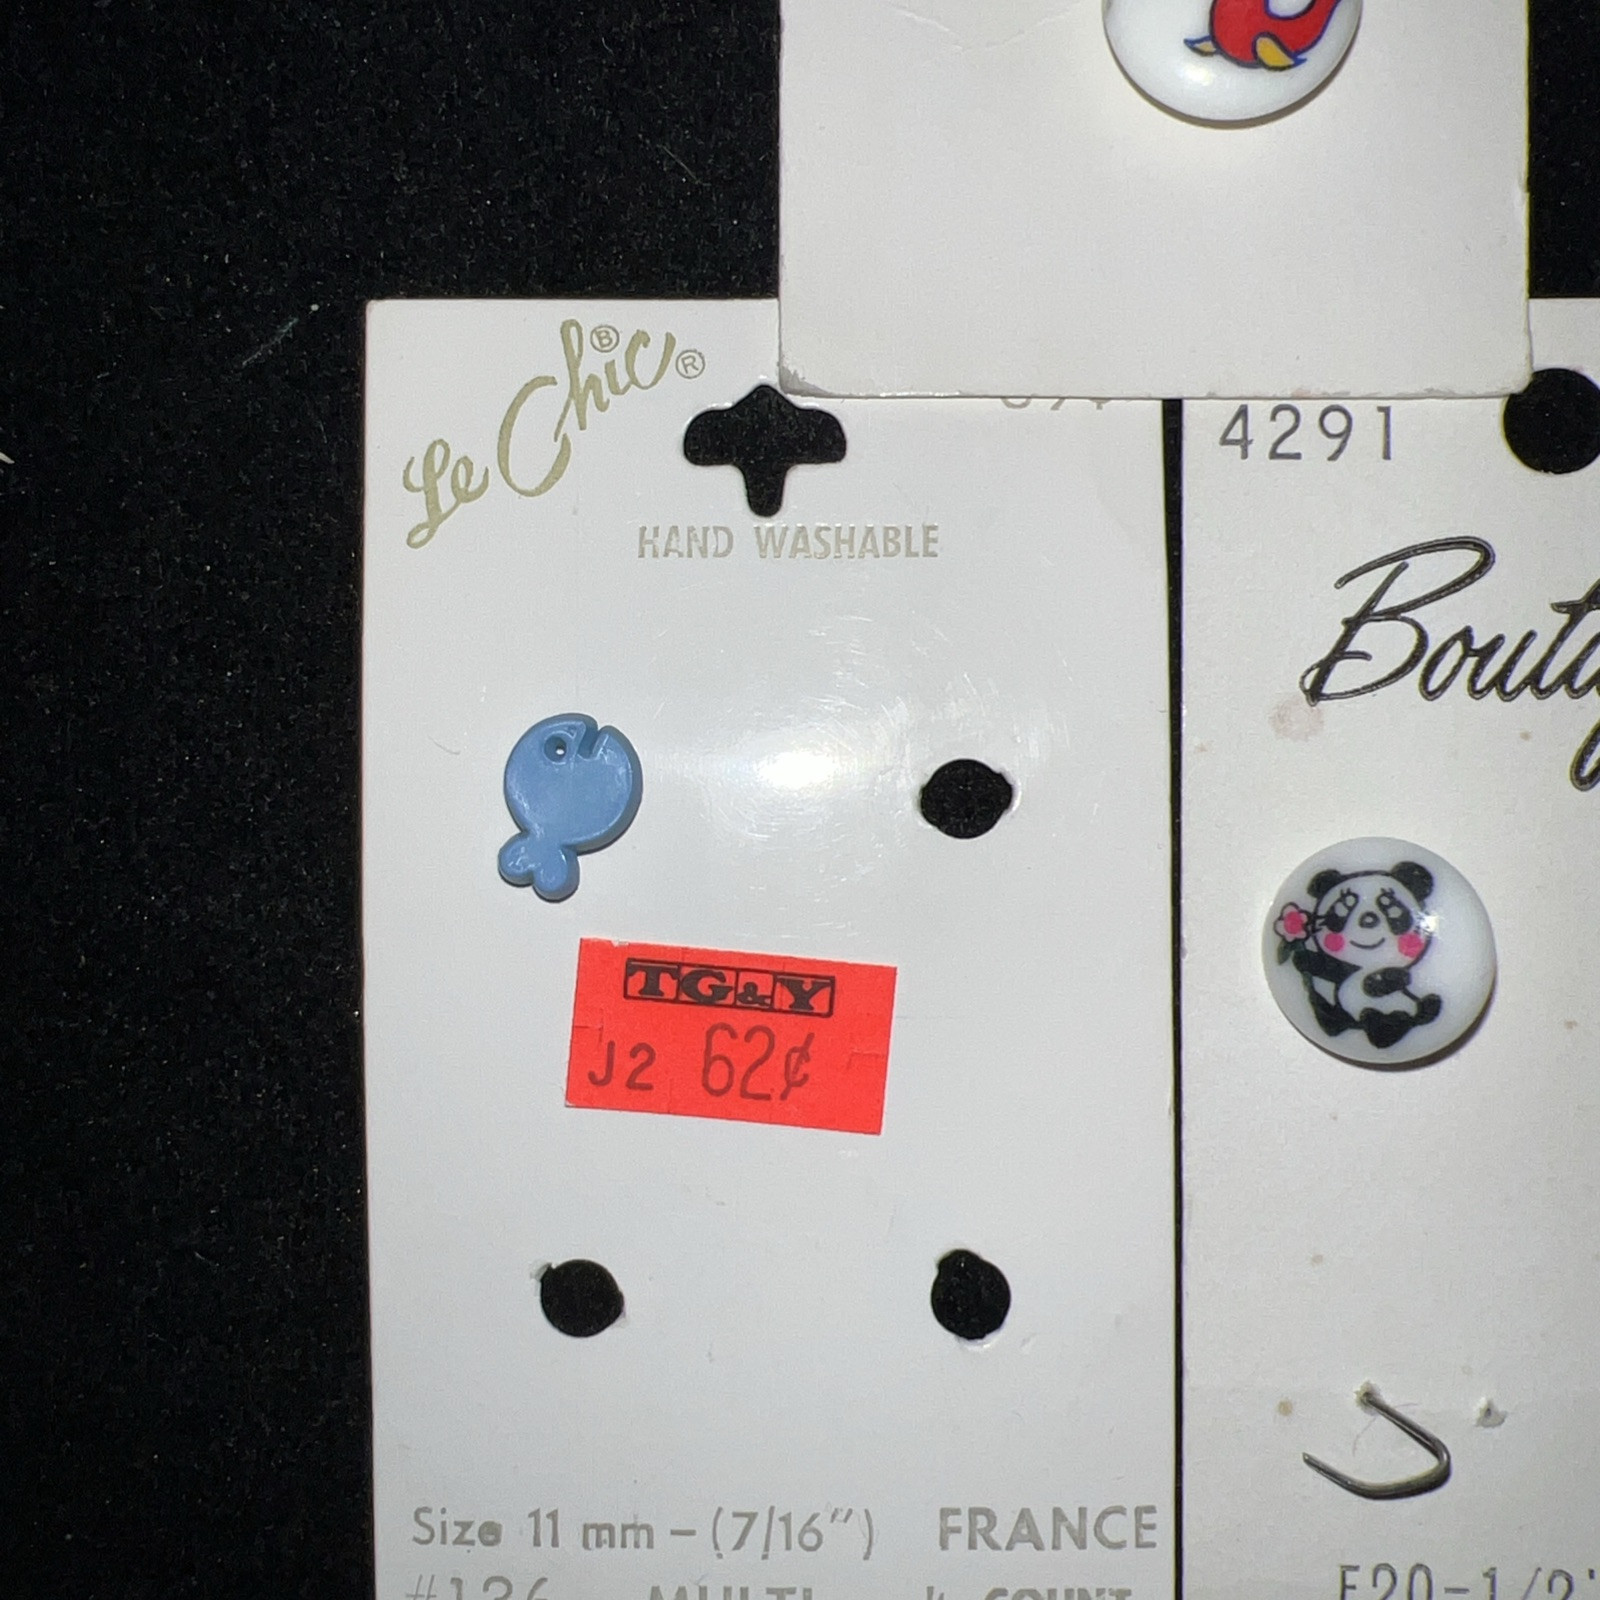 Le Chic B ®
HAND WASHABLE
TG&Y
J2 62¢
Size 11 mm – (7/16") FRANCE
4291